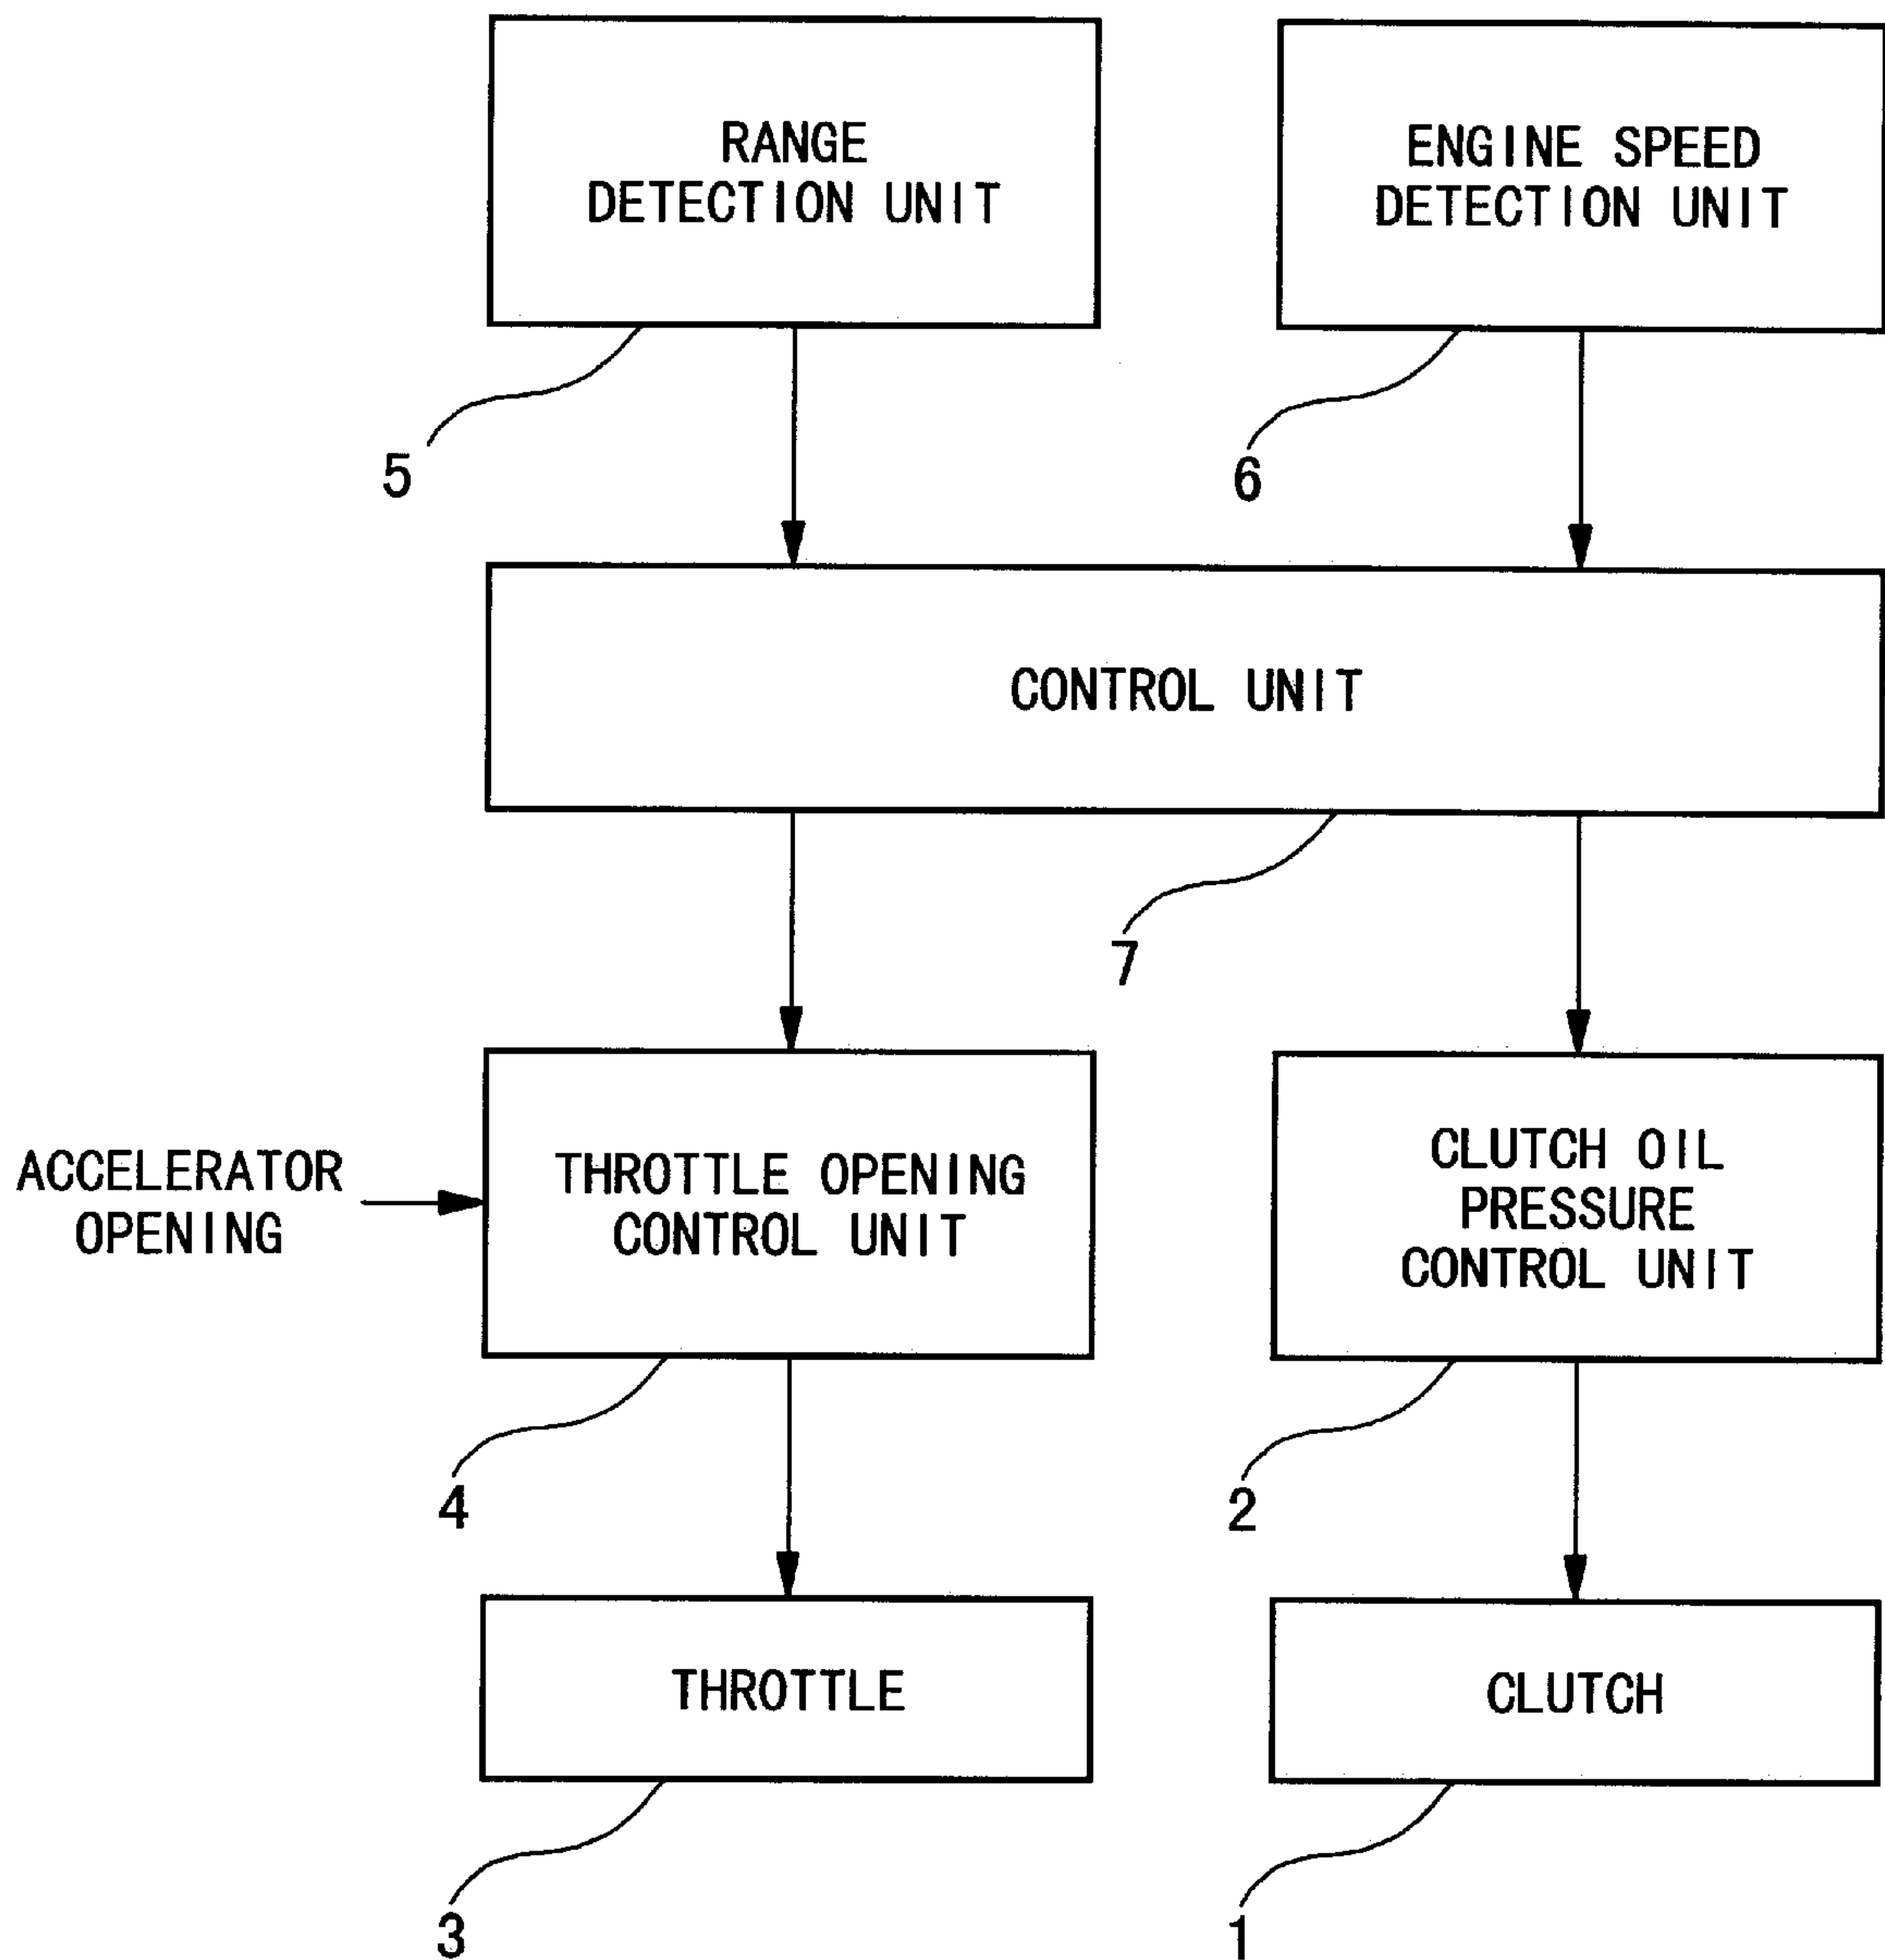 RANGE
DETECTION UNIT
ENGINE SPEED
DETECTION UNIT
5
6
CONTROL UNIT
7
ACCELERATOR
OPENING
THROTTLE OPENING
CONTROL UNIT
CLUTCH OIL
PRESSURE
CONTROL UNIT
4
2
THROTTLE
CLUTCH
3
1